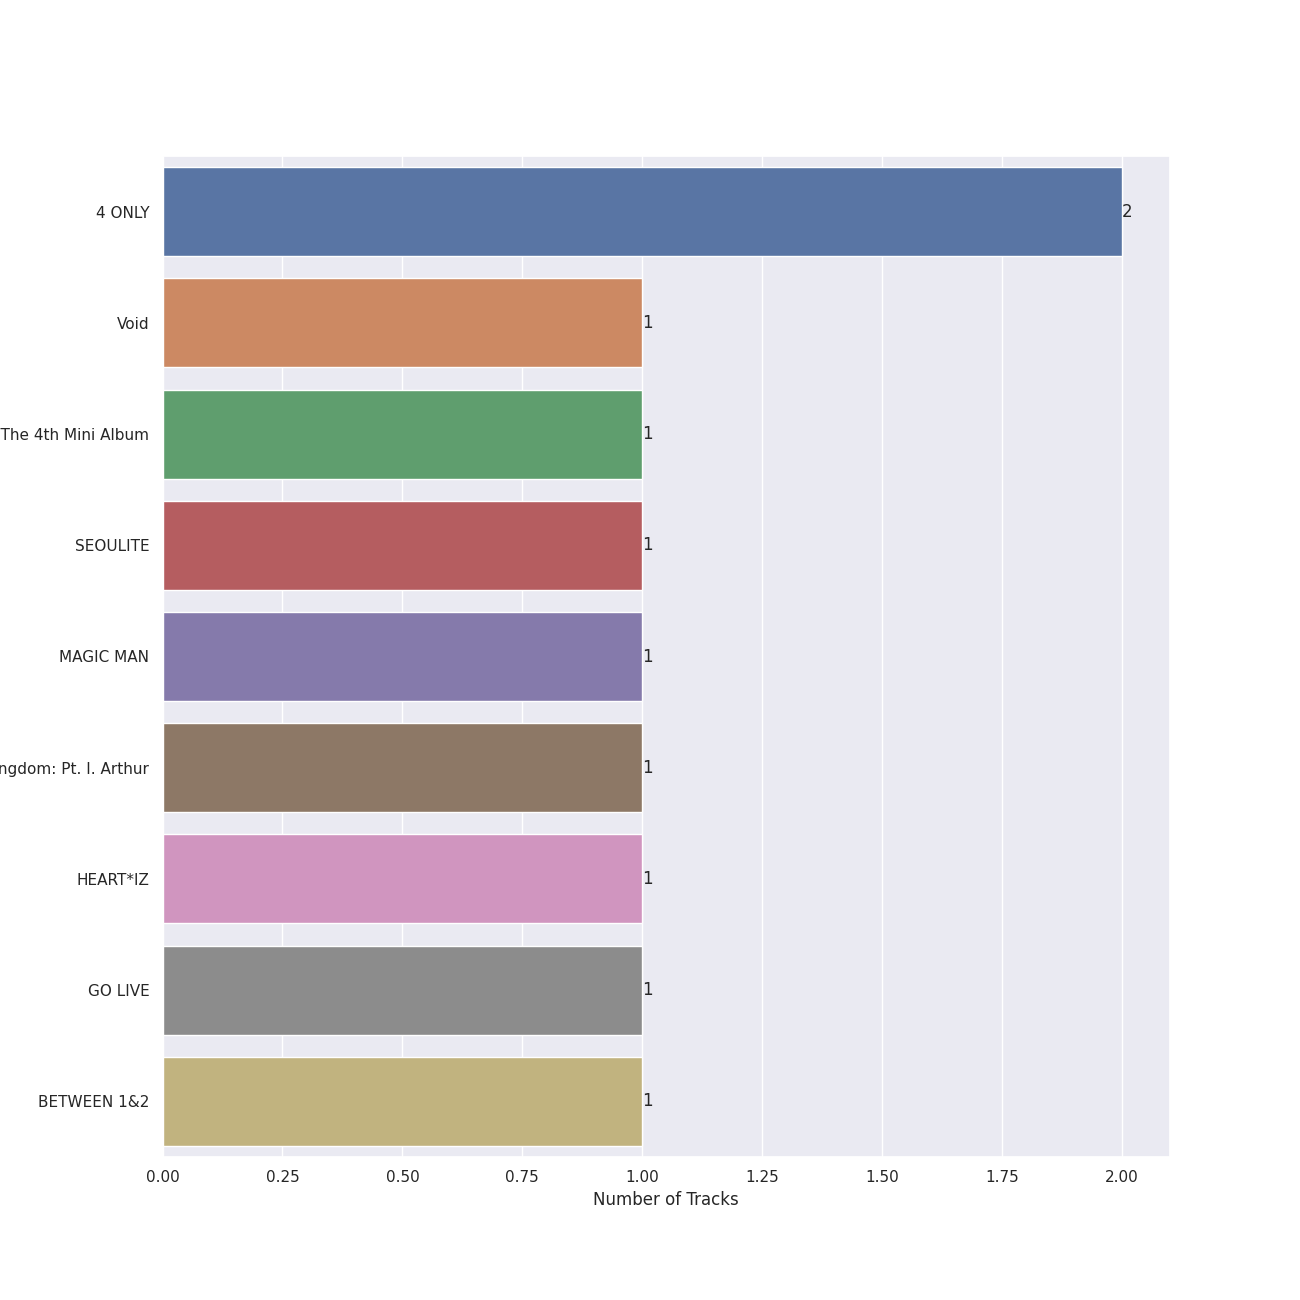 4 ONLY
2
Void
1
The 4th Mini Album
1
SEOULITE
1
MAGIC MAN
1
ngdom: Pt. I. Arthur
1
HEART*IZ
1
GO LIVE
1
BETWEEN 1&2
1
0.00 0.25 0.50 0.75 1.00 1.25 1.50 1.75 2.00
Number of Tracks